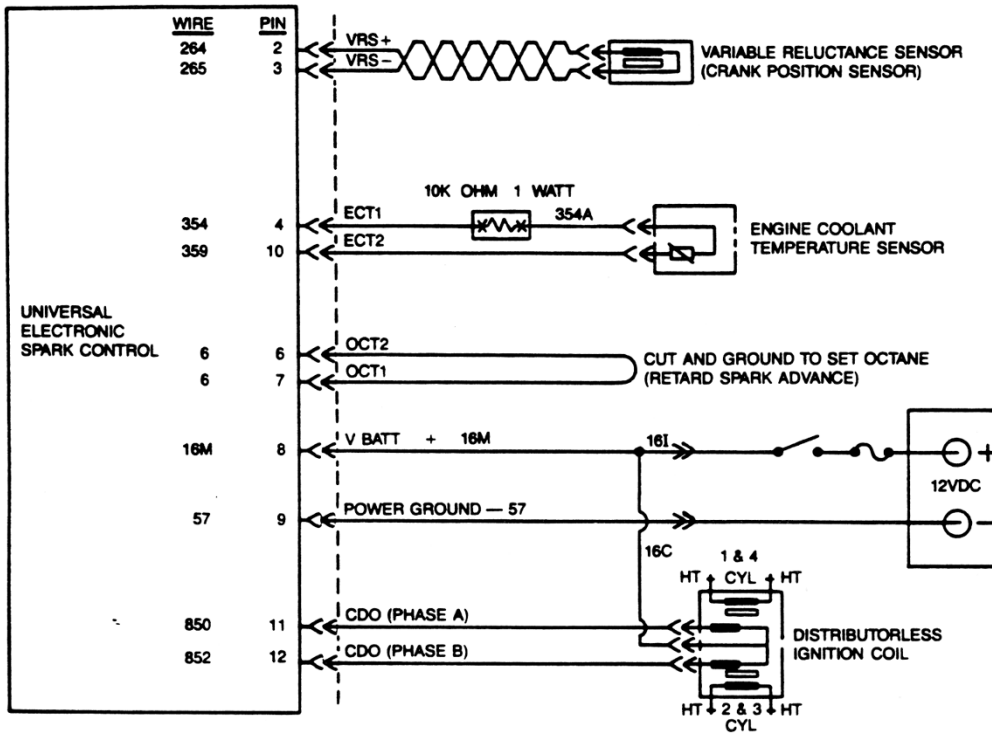 WIRE PIN
264 2 VRS+
265 3 VRS-
VARIABLE RELUCTANCE SENSOR
(CRANK POSITION SENSOR)
10K OHM 1 WATT
354 4 ECT1 354A
359 10 ECT2
ENGINE COOLANT
TEMPERATURE SENSOR
UNIVERSAL
ELECTRONIC
SPARK CONTROL
6 6 OCT2
6 7 OCT1
CUT AND GROUND TO SET OCTANE
(RETARD SPARK ADVANCE)
16M 8 V BATT + 16M 16I
+
12VDC
57 9 POWER GROUND — 57
-
16C
1 & 4
HT CYL HT
850 11 CDO (PHASE A)
852 12 CDO (PHASE B)
DISTRIBUTORLESS
IGNITION COIL
HT 2 & 3 HT
CYL